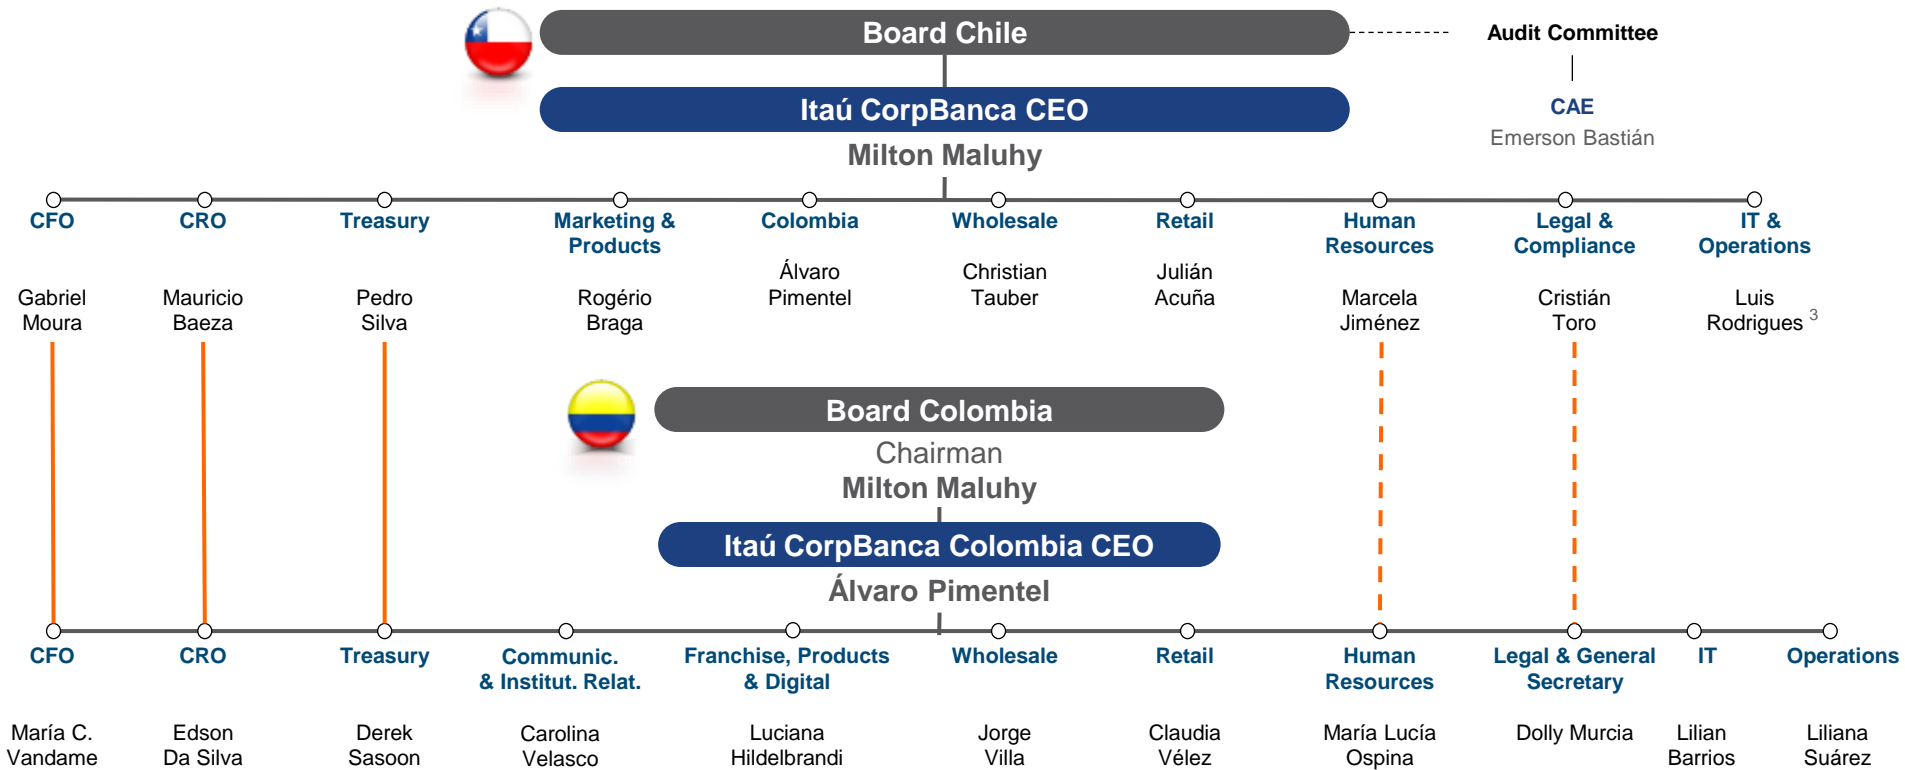 Board Chile
Audit Committee
Itaú CorpBanca CEO
CAE
Milton Maluhy
Emerson Bastián
CFO
CRO
Treasury
Marketing &
Products
Colombia
Wholesale
Retail
Human
Resources
Legal &
Compliance
IT &
Operations
Gabriel
Moura
Mauricio
Baeza
Pedro
Silva
Rogério
Braga
Álvaro
Pimentel
Christian
Tauber
Julián
Acuña
Marcela
Jiménez
Cristián
Toro
Luis
Rodrigues 3
Board Colombia
Chairman
Milton Maluhy
Itaú CorpBanca Colombia CEO
Álvaro Pimentel
CFO
CRO
Treasury
Communic.
& Institut. Relat.
Franchise, Products
& Digital
Wholesale
Retail
Human
Resources
Legal & General
Secretary
IT
Operations
María C.
Vandame
Edson
Da Silva
Derek
Sasoon
Carolina
Velasco
Luciana
Hildelbrandi
Jorge
Villa
Claudia
Vélez
María Lucía
Ospina
Dolly Murcia
Lilian
Barrios
Liliana
Suárez